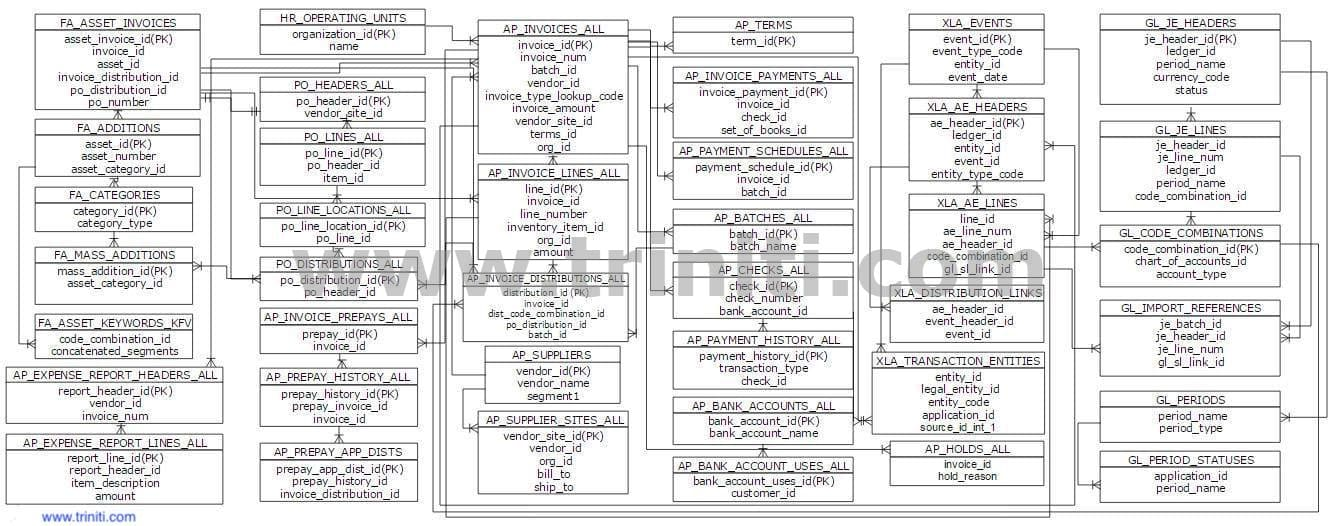 FA_ASSET_INVOICES
asset_invoice_id(PK)
invoice_id
asset_id
invoice_distribution_id
po_distribution_id
po_number
FA_ADDITIONS
asset_id(PK)
asset_number
asset_category_id
FA_CATEGORIES
category_id(PK)
category_type
FA_MASS_ADDITIONS
mass_addition_id(PK)
asset_category_id
FA_ASSET_KEYWORDS_KFV
code_combination_id
concatenated_segments
AP_EXPENSE_REPORT_HEADERS_ALL
report_header_id(PK)
vendor_id
invoice_num
AP_EXPENSE_REPORT_LINES_ALL
report_line_id(PK)
report_header_id
item_description
amount
www.triniti.com
HR_OPERATING_UNITS
organization_id(PK)
name
PO_HEADERS_ALL
po_header_id(PK)
vendor_site_id
PO_LINES_ALL
po_line_id(PK)
po_header_id
item_id
PO_LINE_LOCATIONS_ALL
po_line_location_id(PK)
po_line_id
PO_DISTRIBUTIONS_ALL
po_distribution_id(PK)
po_header_id
AP_INVOICE_PREPAYS_ALL
prepay_id(PK)
invoice_id
AP_PREPAY_HISTORY_ALL
prepay_history_id(PK)
prepay_invoice_id
invoice_id
AP_PREPAY_APP_DISTS
prepay_app_dist_id(PK)
prepay_history_id
invoice_distribution_id
AP_INVOICES_ALL
invoice_id(PK)
invoice_num
batch_id
vendor_id
invoice_type_lookup_code
invoice_amount
vendor_site_id
terms_id
org_id
AP_INVOICE_LINES_ALL
line_id(PK)
invoice_id
line_number
inventory_item_id
org_id
amount
AP_INVOICE_DISTRIBUTIONS_ALL
distribution_id (PK)
invoice_id
dist_code_combination_id
po_distribution_id
batch_id
AP_SUPPLIERS
vendor_id(PK)
vendor_name
segment1
AP_SUPPLIER_SITES_ALL
vendor_site_id(PK)
vendor_id
org_id
bill_to
ship_to
AP_TERMS
term_id(PK)
AP_INVOICE_PAYMENTS_ALL
invoice_payment_id(PK)
invoice_id
check_id
set_of_books_id
AP_PAYMENT_SCHEDULES_ALL
payment_schedule_id(PK)
invoice_id
batch_id
AP_BATCHES_ALL
batch_id(PK)
batch_name
AP_CHECKS_ALL
check_id(PK)
check_number
bank_account_id
AP_PAYMENT_HISTORY_ALL
payment_history_id(PK)
transaction_type
check_id
AP_BANK_ACCOUNTS_ALL
bank_account_id(PK)
bank_account_name
AP_BANK_ACCOUNT_USES_ALL
bank_account_uses_id(PK)
customer_id
XLA_EVENTS
event_id(PK)
event_type_code
entity_id
event_date
XLA_AE_HEADERS
ae_header_id(PK)
ledger_id
entity_id
event_id
entity_type_code
XLA_AE_LINES
line_id
ae_line_num
ae_header_id
code_combination_id
gl_sl_link_id
XLA_DISTRIBUTION_LINKS
ae_header_id
event_header_id
event_id
XLA_TRANSACTION_ENTITIES
entity_id
legal_entity_id
entity_code
application_id
source_id_int_1
AP_HOLDS_ALL
invoice_id
hold_reason
GL_JE_HEADERS
je_header_id(PK)
ledger_id
period_name
currency_code
status
GL_JE_LINES
je_header_id
je_line_num
ledger_id
period_name
code_combination_id
GL_CODE_COMBINATIONS
code_combination_id(PK)
chart_of_accounts_id
account_type
GL_IMPORT_REFERENCES
je_batch_id
je_header_id
je_line_num
gl_sl_link_id
GL_PERIODS
period_name
period_type
GL_PERIOD_STATUSES
application_id
period_name
www.triniti.com